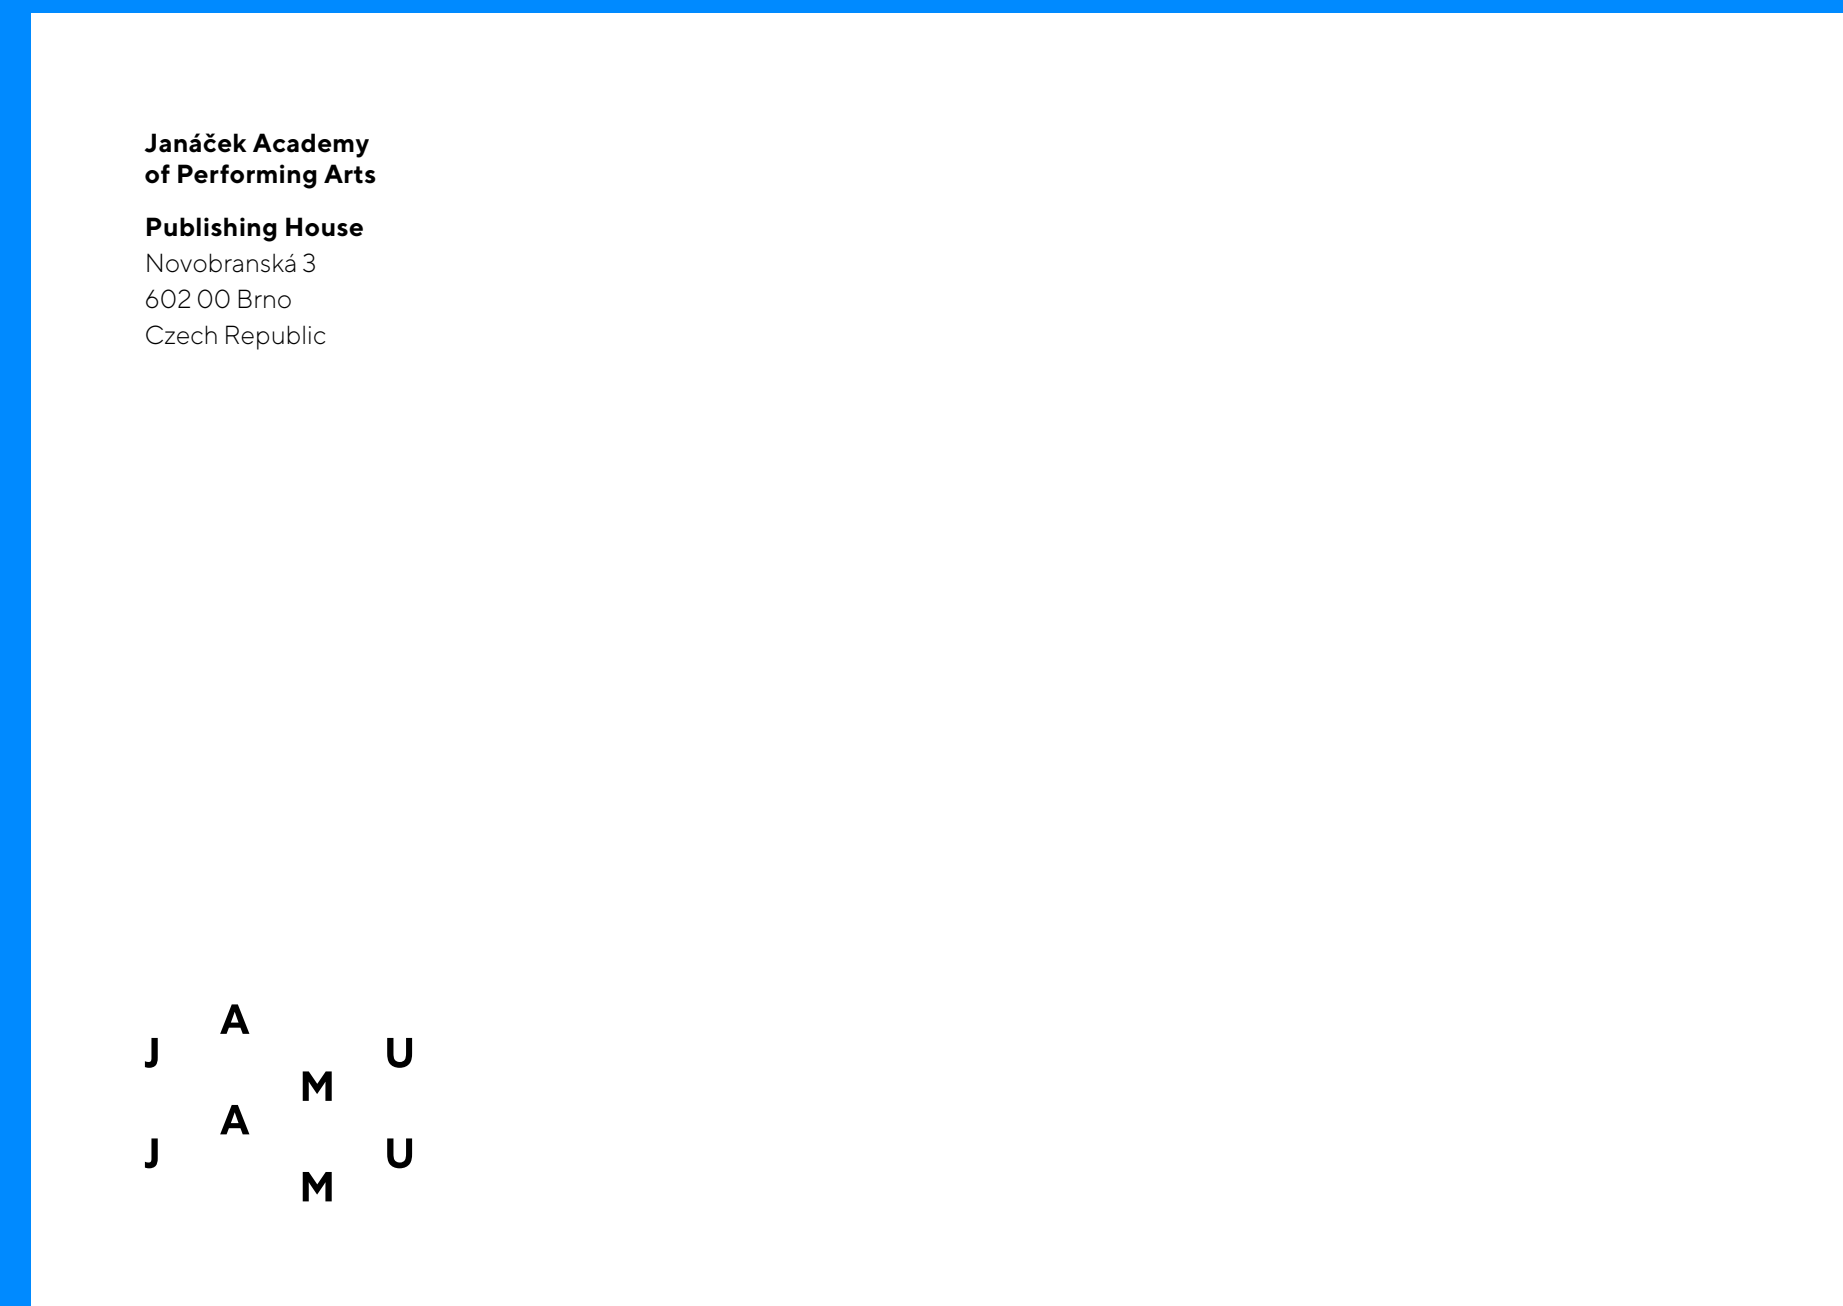 Janáček Academy
of Performing Arts
Publishing House
Novobranská 3
602 00 Brno
Czech Republic
J A M U
J A M U